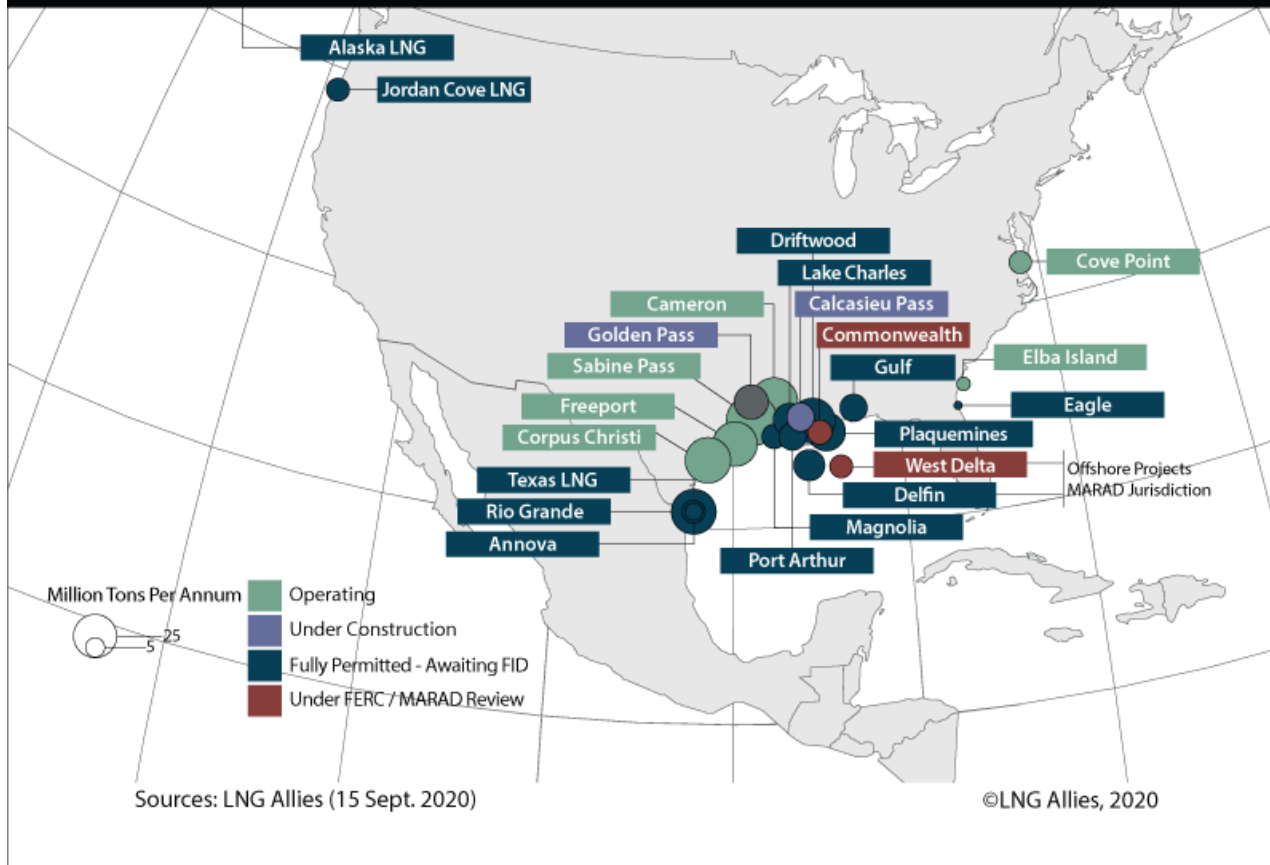 Alaska LNG
Jordan Cove LNG
Driftwood
Lake Charles
Cove Point
Cameron
Calcasieu Pass
Golden Pass
Commonwealth
Sabine Pass
Gulf
Elba Island
Freeport
Eagle
Corpus Christi
Plaquemines
West Delta
Offshore Projects
MARAD Jurisdiction
Texas LNG
Delfin
Rio Grande
Magnolia
Annova
Port Arthur
Million Tons Per Annum
25
5
Operating
Under Construction
Fully Permitted - Awaiting FID
Under FERC / MARAD Review
Sources: LNG Allies (15 Sept. 2020)
©LNG Allies, 2020